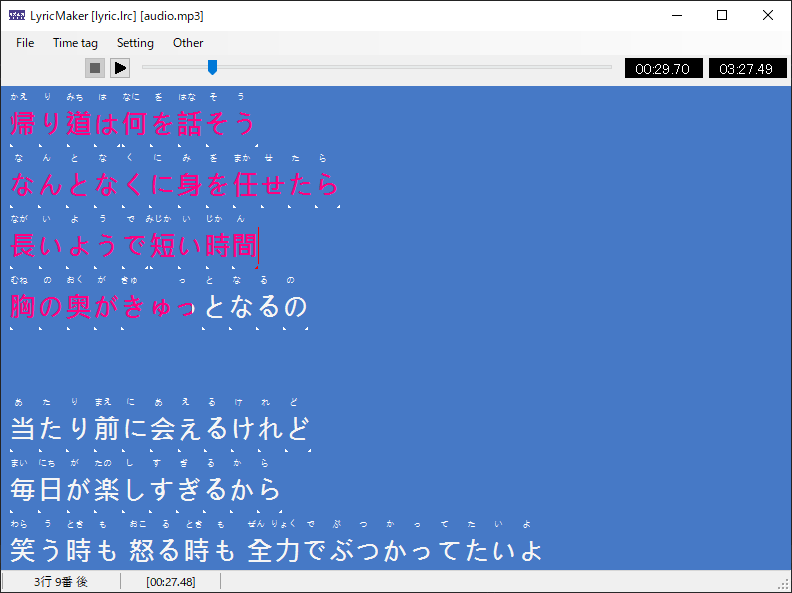 LyricMaker [lyric.lrc] [audio.mp3]
File Time tag Setting Other
00:29.70 03:27.49
かえ り みち は なに を はな そ う
帰り道は何を話そう
な ん と な く に み を まか せ た ら
なんとなくに身を任せたら
なが い よ う で みじか い じか ん
長いようで短い時間
むね の おく が きゅ っ と な る の
胸の奥がきゅっとなるの
あ た り まえ に あ え る け れ ど
当たり前に会えるけれど
まい にち が たの し す ぎ る か ら
毎日が楽しすぎるから
わら う とき も おこ る とき も ぜん りょく で ぶ つ か っ て た い よ
笑う時も 怒る時も 全力でぶつかってたいよ
3行 9番 後 [00:27.48]